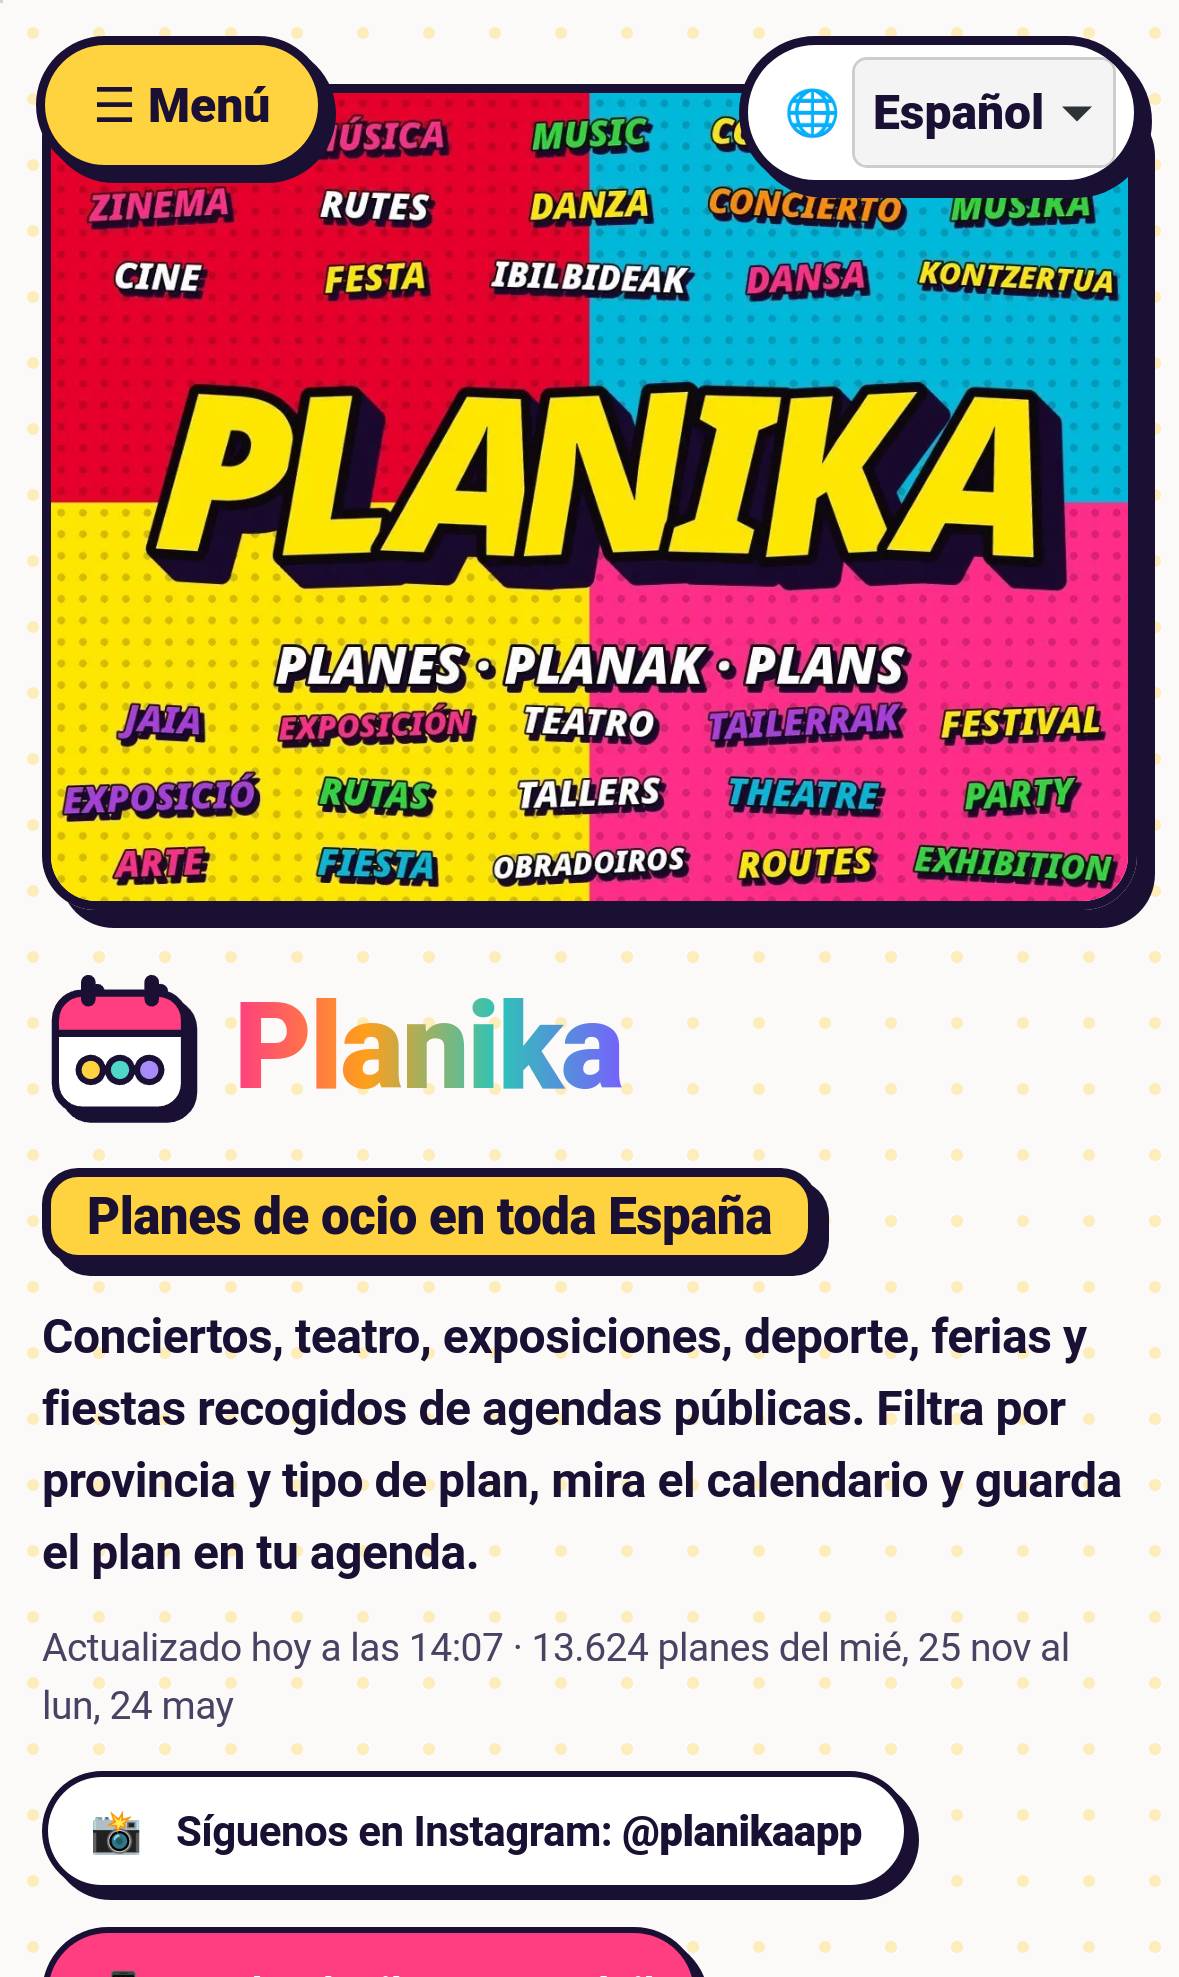 ☰ Menú
Español
MÚSICA MUSIC
ZINEMA RUTES DANZA CONCIERTO MUSIKA
CINE FESTA IBILBIDEAK DANSA KONTZERTUA
PLANIKA
PLANES · PLANAK · PLANS
JAIA EXPOSICIÓN TEATRO TAILERRAK FESTIVAL
EXPOSICIÓ RUTAS TALLERS THEATRE PARTY
ARTE FIESTA OBRADOIROS ROUTES EXHIBITION
Planika
Planes de ocio en toda España
Conciertos, teatro, exposiciones, deporte, ferias y
fiestas recogidos de agendas públicas. Filtra por
provincia y tipo de plan, mira el calendario y guarda
el plan en tu agenda.
Actualizado hoy a las 14:07 · 13.624 planes del mié, 25 nov al
lun, 24 may
Síguenos en Instagram: @planikaapp